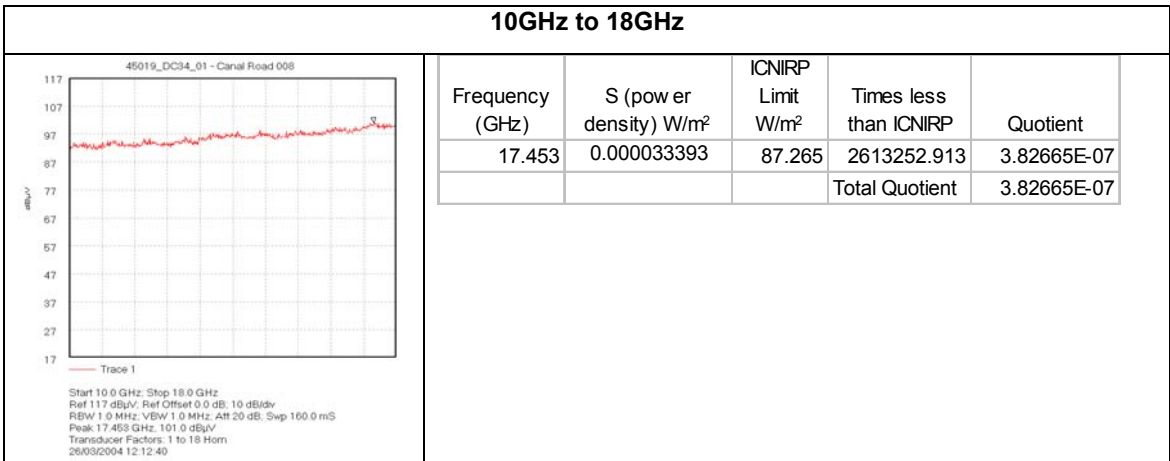 10GHz to 18GHz
45019_DC34_01 - Canal Road 008
117
107
97
87
77
67
57
47
37
27
17
dBµV
Trace 1
Start 10.0 GHz; Stop 18.0 GHz
Ref 117 dBµV; Ref Offset 0.0 dB; 10 dB/div
RBW 1.0 MHz; VBW 1.0 MHz; Att 20 dB; Swp 160.0 mS
Peak 17.453 GHz, 101.0 dBµV
Transducer Factors: 1 to 18 Horn
26/03/2004 12:12:40
Frequency (GHz) S (pow er density) W/m² ICNIRP Limit W/m² Times less than ICNIRP Quotient
17.453 0.000033393 87.265 2613252.913 3.82665E-07
Total Quotient 3.82665E-07